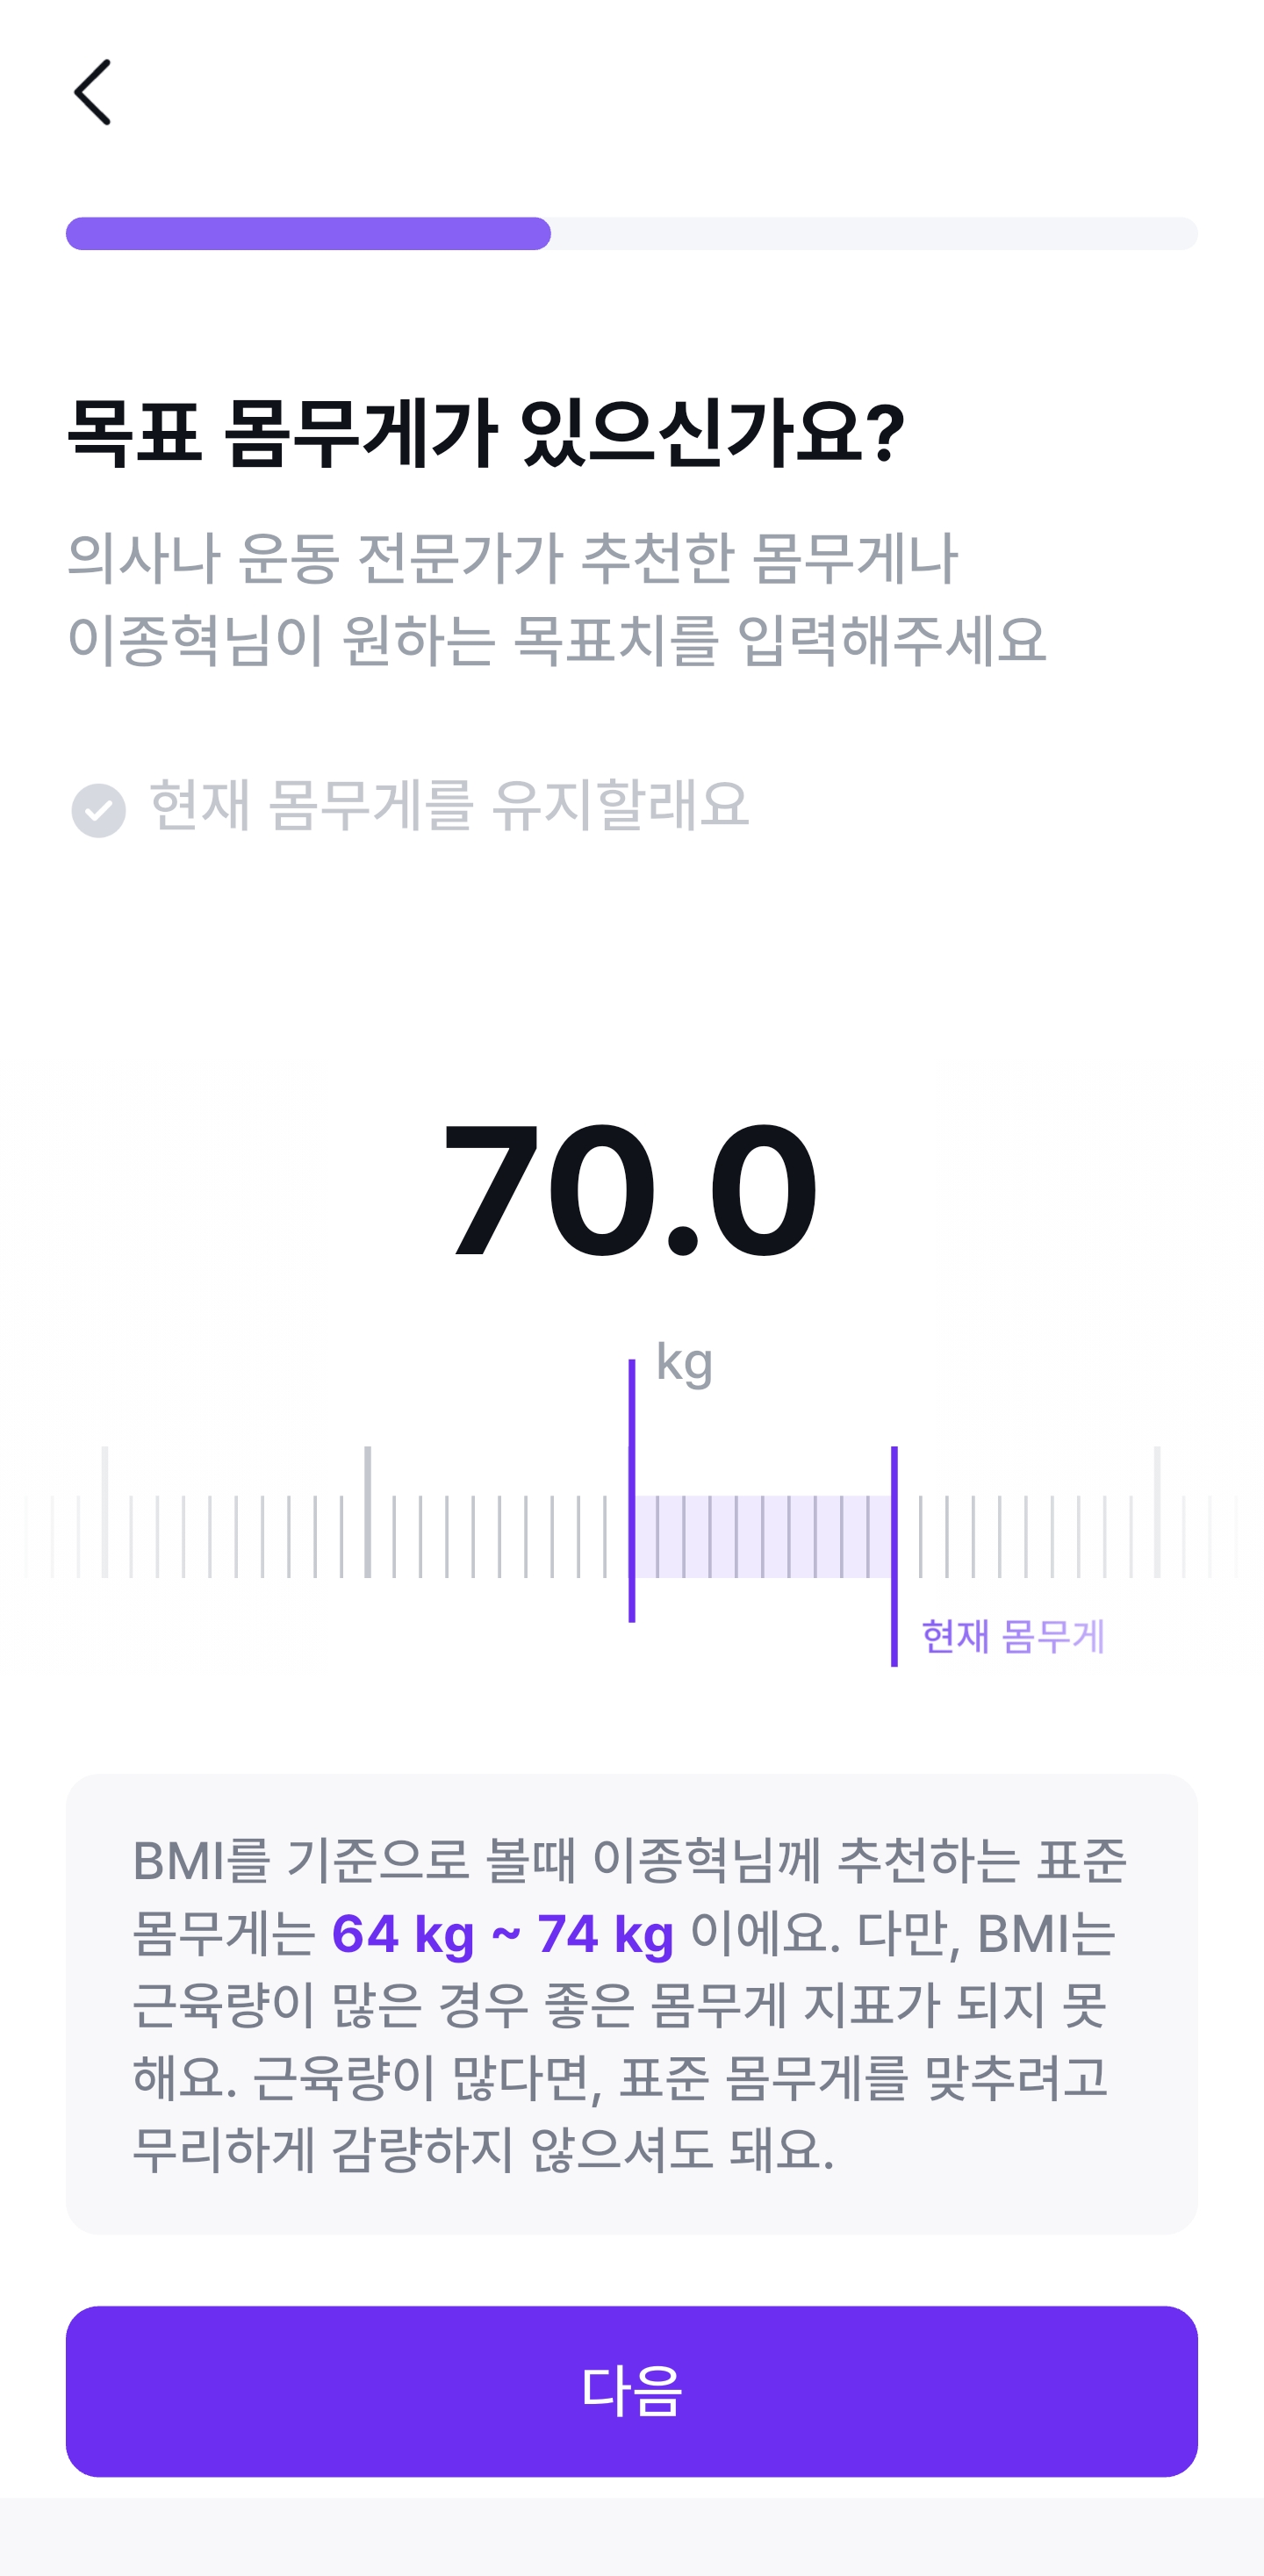 목표 몸무게가 있으신가요?
의사나 운동 전문가가 추천한 몸무게나
이종혁님이 원하는 목표치를 입력해주세요
현재 몸무게를 유지할래요
70.0
kg
현재 몸무게
BMI를 기준으로 볼때 이종혁님께 추천하는 표준
몸무게는 64 kg ~ 74 kg 이에요. 다만, BMI는
근육량이 많은 경우 좋은 몸무게 지표가 되지 못
해요. 근육량이 많다면, 표준 몸무게를 맞추려고
무리하게 감량하지 않으셔도 돼요.
다음